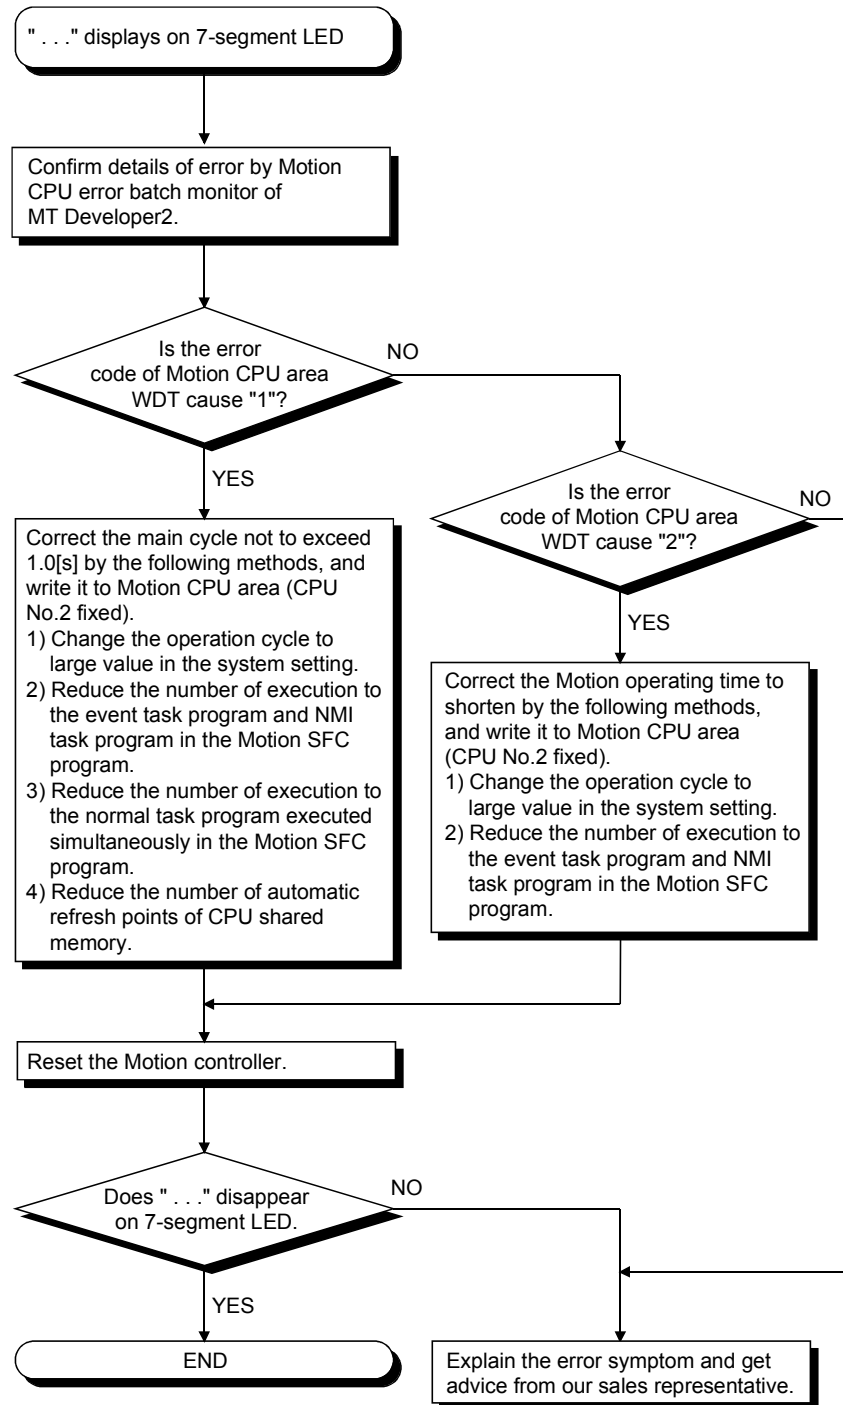 " . . ." displays on 7-segment LED
Confirm details of error by Motion
CPU error batch monitor of
MT Developer2.
Is the error
code of Motion CPU area
WDT cause "1"?
NO
YES
Is the error
code of Motion CPU area
WDT cause "2"?
NO
YES
Correct the main cycle not to exceed
1.0[s] by the following methods, and
write it to Motion CPU area (CPU
No.2 fixed).
1) Change the operation cycle to
large value in the system setting.
2) Reduce the number of execution to
the event task program and NMI
task program in the Motion SFC
program.
3) Reduce the number of execution to
the normal task program executed
simultaneously in the Motion SFC
program.
4) Reduce the number of automatic
refresh points of CPU shared
memory.
Correct the Motion operating time to
shorten by the following methods,
and write it to Motion CPU area
(CPU No.2 fixed).
1) Change the operation cycle to
large value in the system setting.
2) Reduce the number of execution to
the event task program and NMI
task program in the Motion SFC
program.
Reset the Motion controller.
Does " . . ." disappear
on 7-segment LED.
NO
YES
END
Explain the error symptom and get
advice from our sales representative.